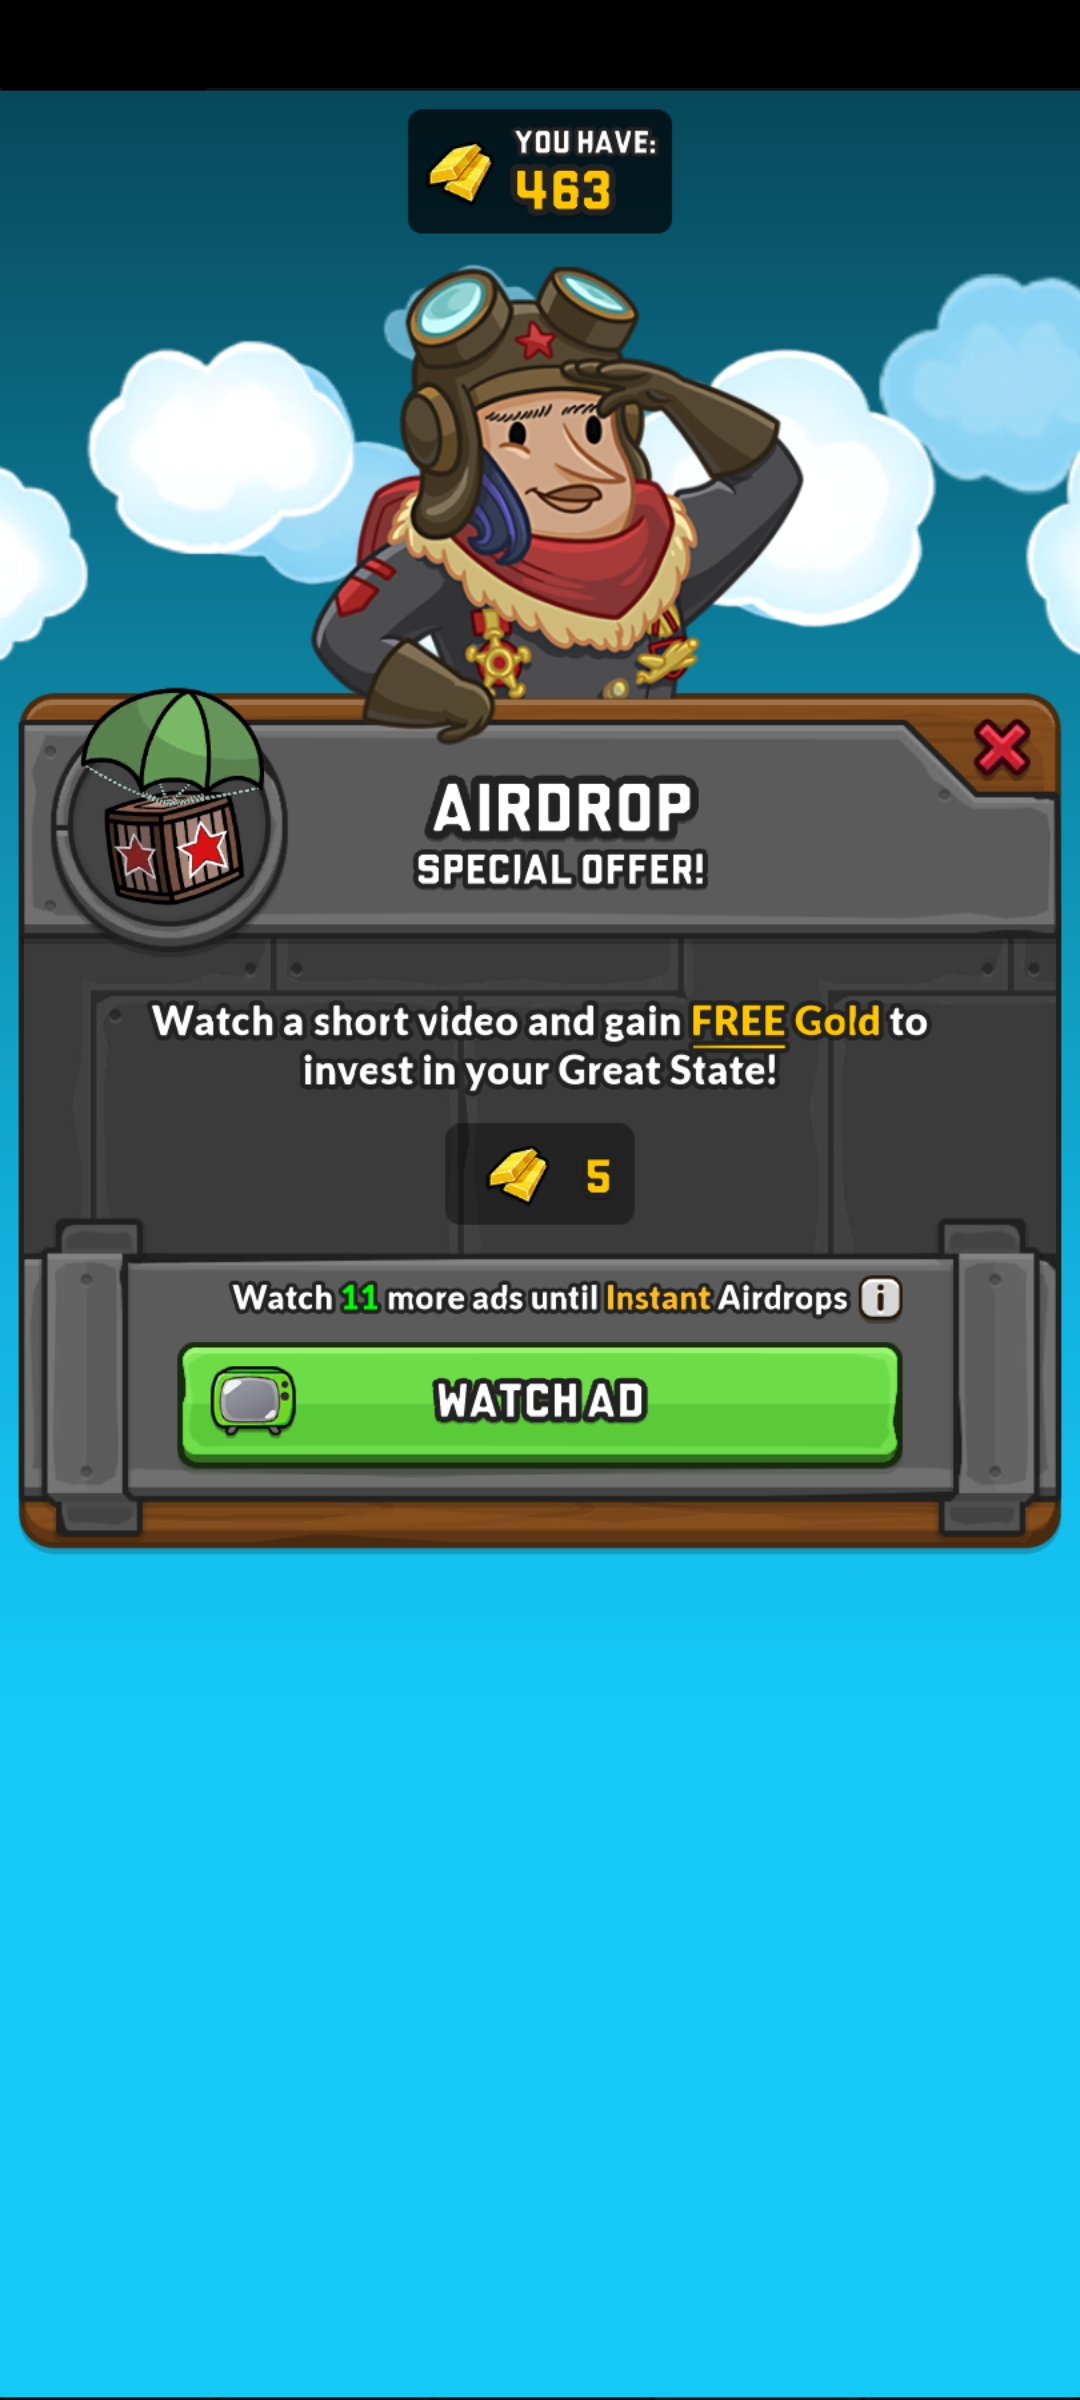 YOU HAVE:
463
AIRDROP
SPECIAL OFFER!
Watch a short video and gain FREE Gold to
invest in your Great State!
5
Watch 11 more ads until Instant Airdrops i
WATCH AD